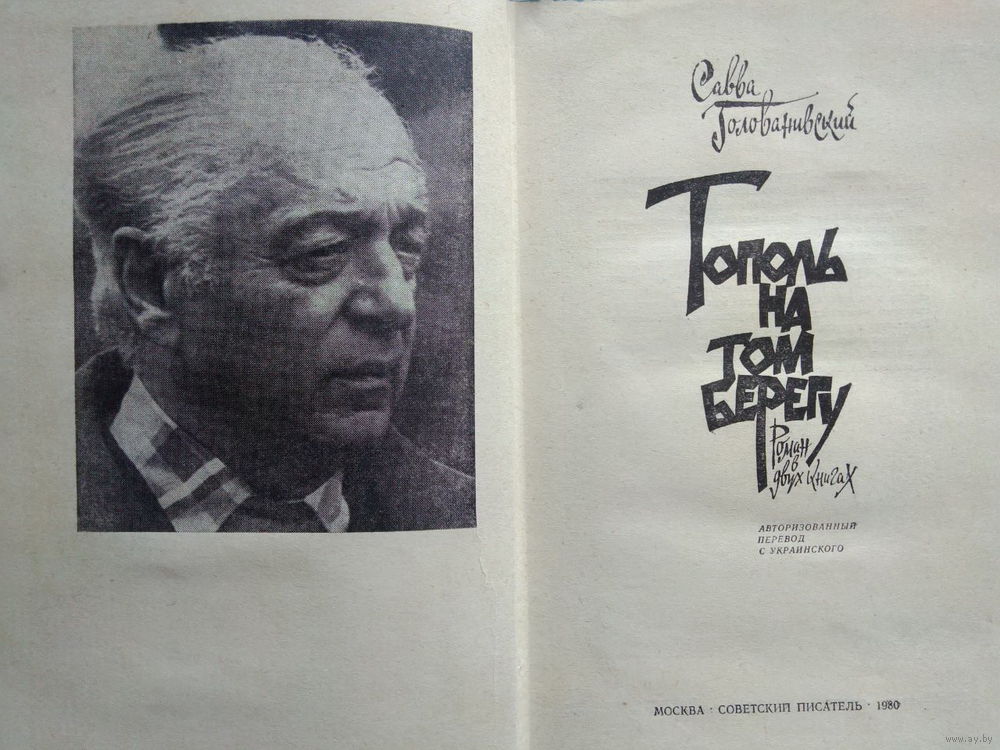 Савва
Голованивский
Тополь
на
том
берегу
Роман
в
двух книгах
АВТОРИЗОВАННЫЙ
ПЕРЕВОД
С УКРАИНСКОГО
МОСКВА · СОВЕТСКИЙ ПИСАТЕЛЬ · 1980
www.ay.by